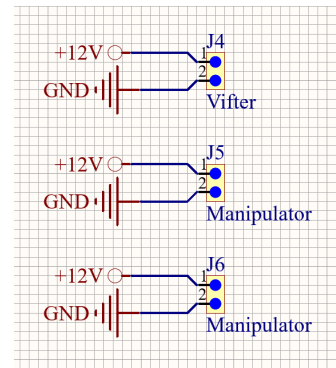 J4
+12V 1
2
GND
Vifter
J5
+12V 1
2
GND
Manipulator
J6
+12V 1
2
GND
Manipulator